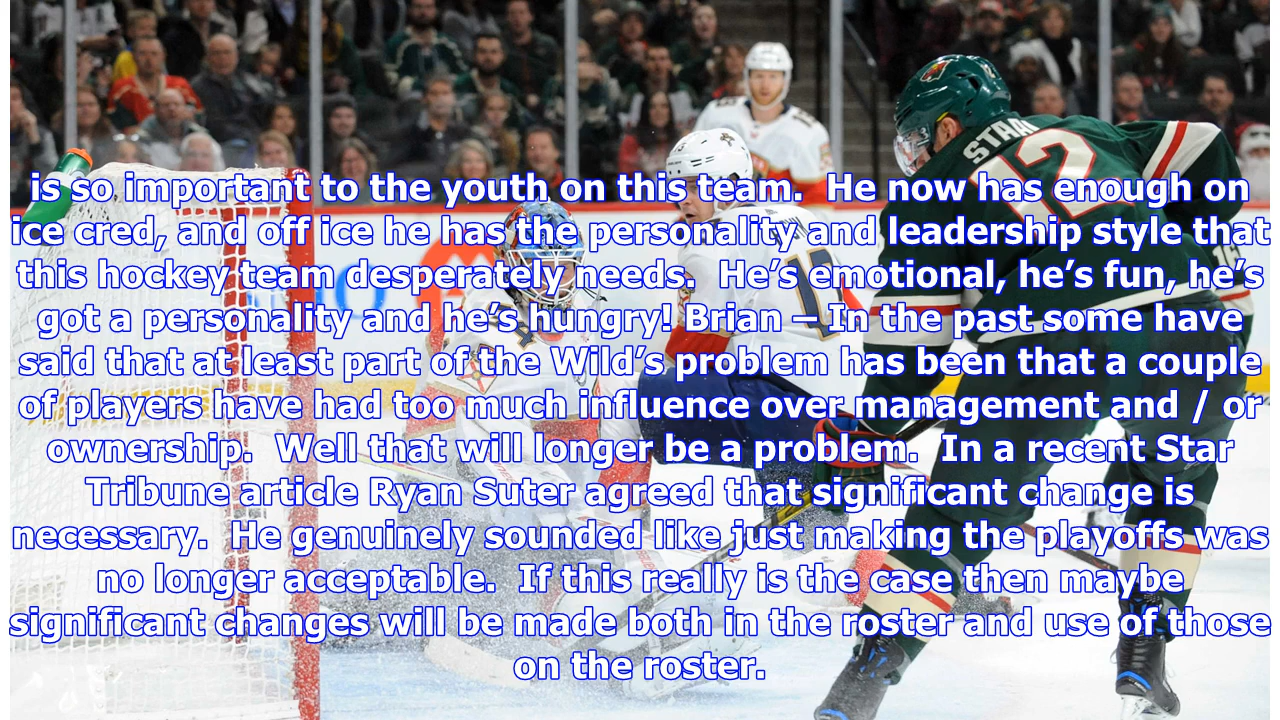 STAAL
12
is so important to the youth on this team.  He now has enough on
ice cred, and off ice he has the personality and leadership style that
this hockey team desperately needs.  He’s emotional, he’s fun, he’s
got a personality and he’s hungry! Brian – In the past some have
said that at least part of the Wild’s problem has been that a couple
of players have had too much influence over management and / or
ownership.  Well that will longer be a problem.  In a recent Star
Tribune article Ryan Suter agreed that significant change is
necessary.  He genuinely sounded like just making the playoffs was
no longer acceptable.  If this really is the case then maybe
significant changes will be made both in the roster and use of those
on the roster.